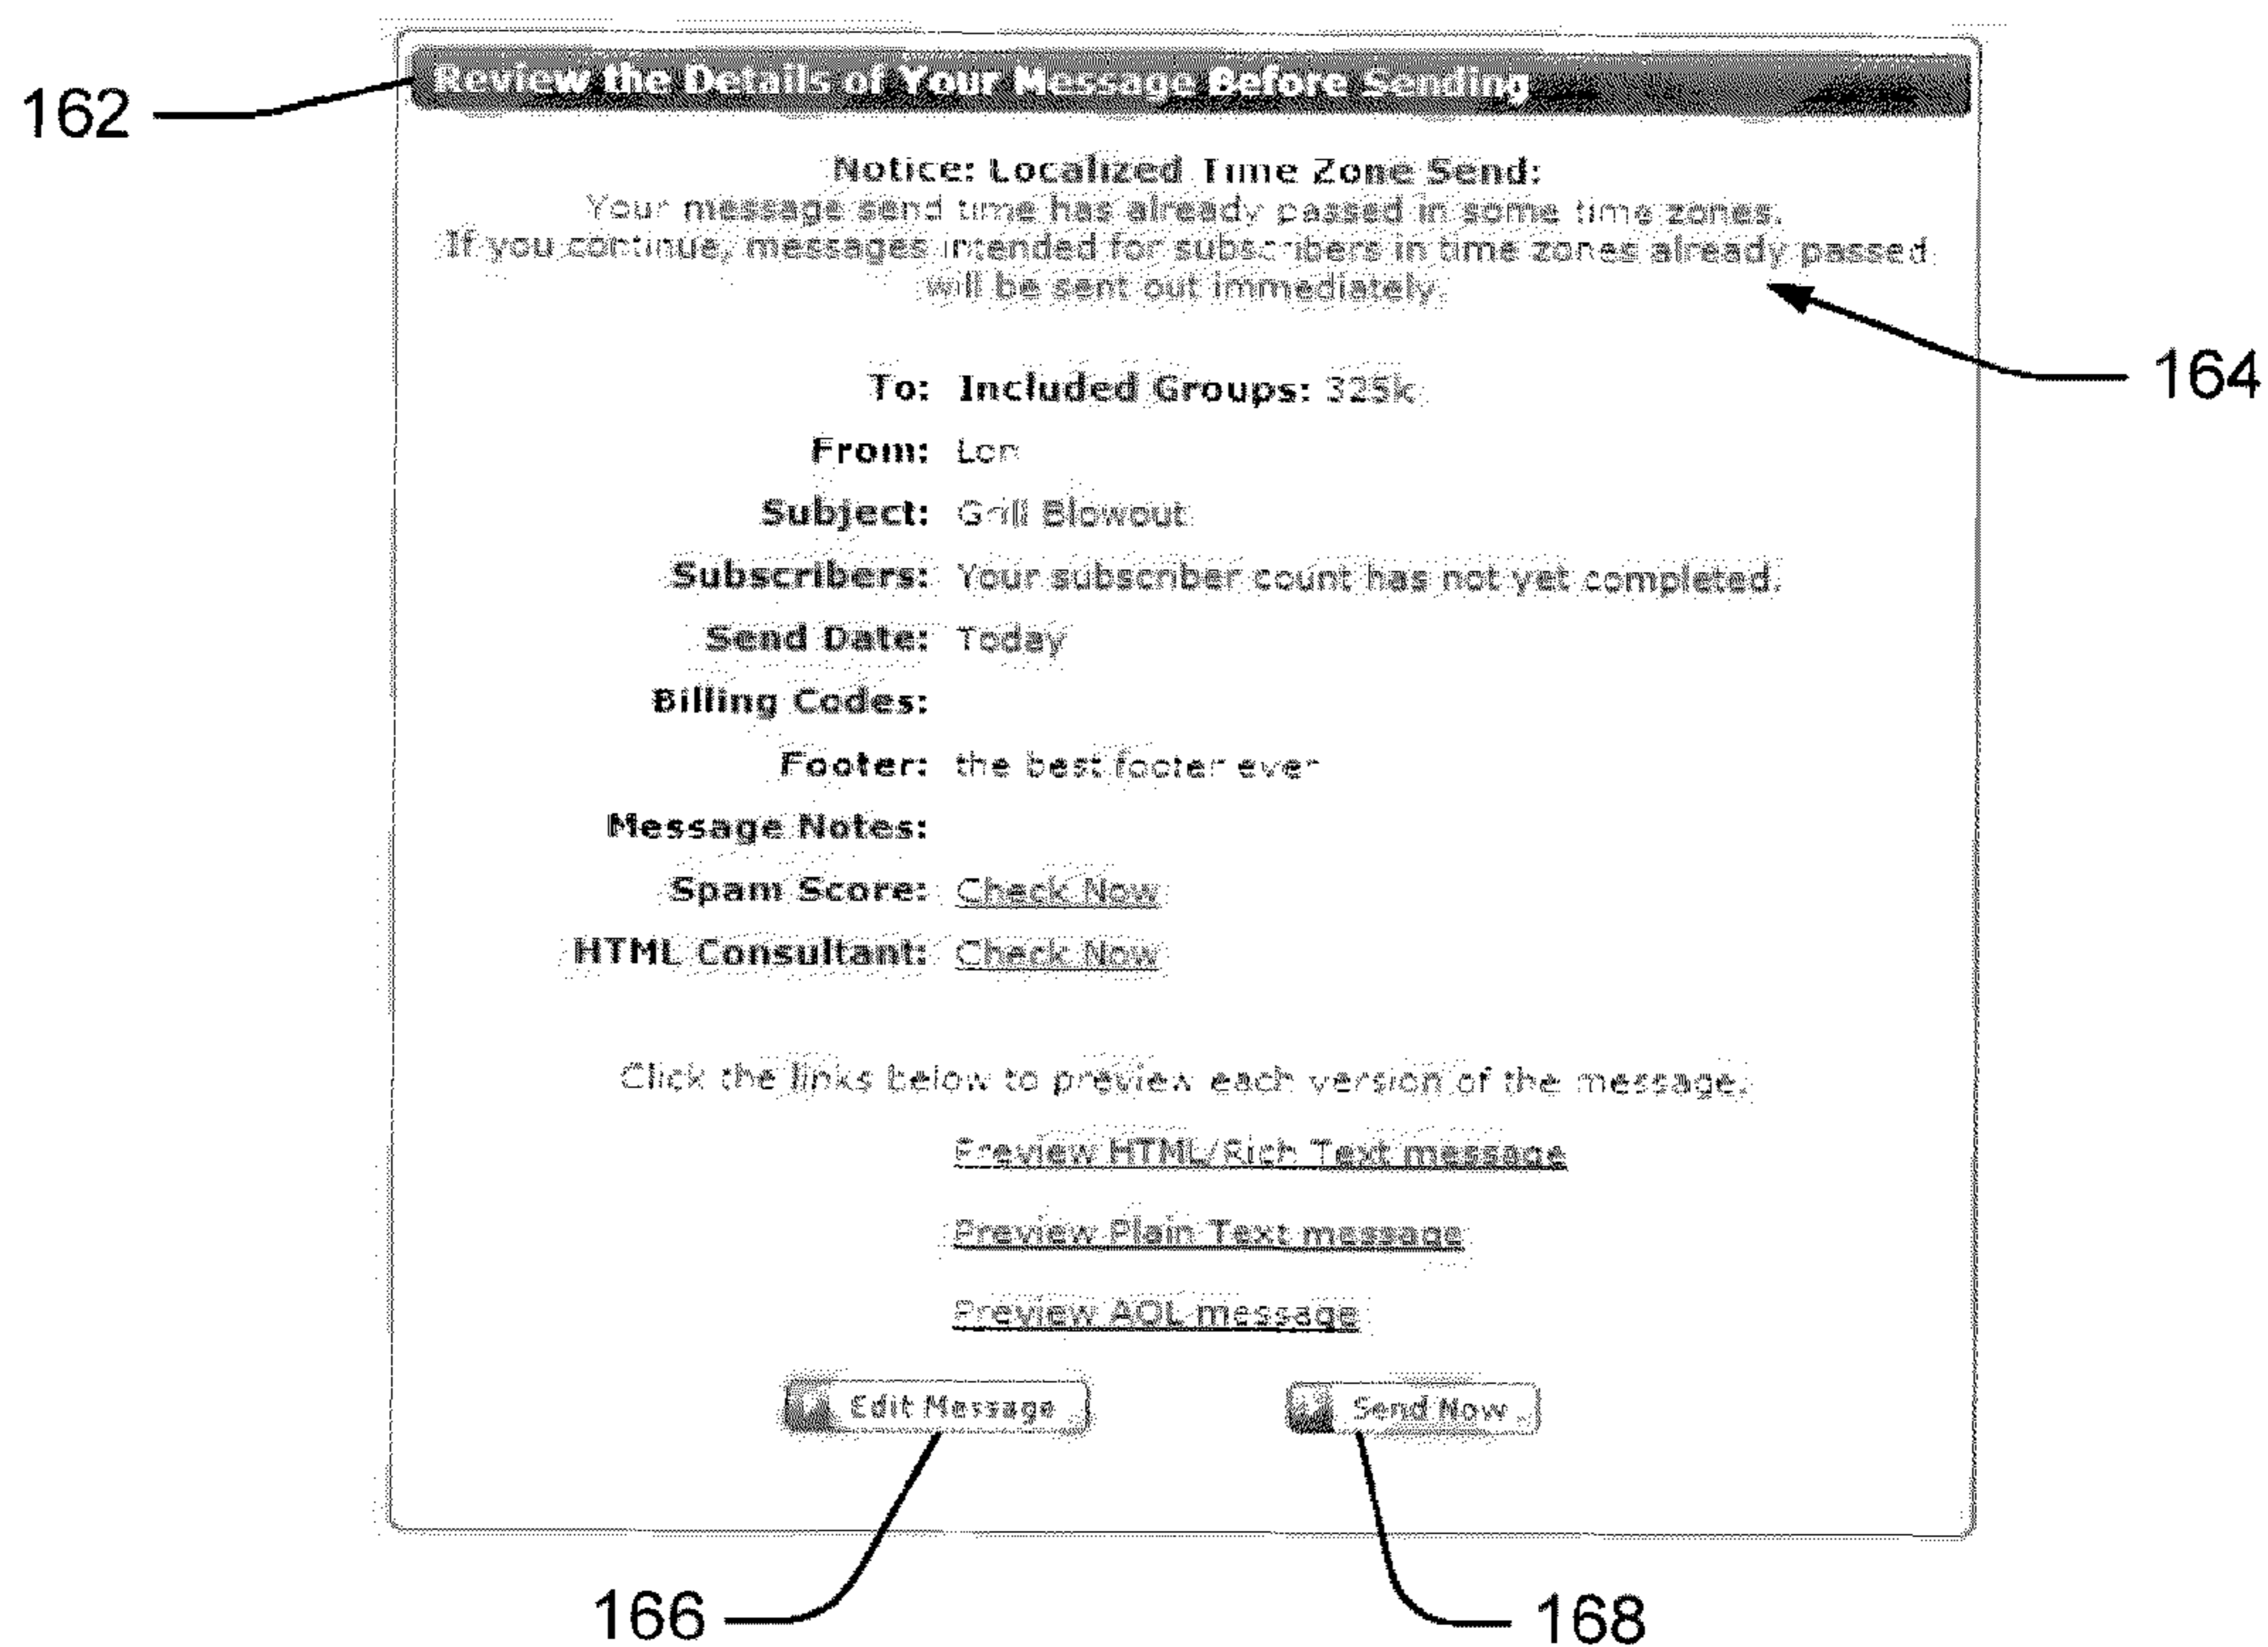 162
Review the Details of Your Message Before Sending
Notice: Localized Time Zone Send:
Your message send time has already passed in some time zones.
If you continue, messages intended for subscribers in time zones already passed
will be sent out immediately.
164
To: Included Groups: 325k
From: Lon
Subject: Grill Blowout
Subscribers: Your subscriber count has not yet completed.
Send Date: Today
Billing Codes:
Footer: the best footer ever
Message Notes:
Spam Score: Check Now
HTML Consultant: Check Now
Click the links below to preview each version of the message.
Preview HTML/Rich Text message
Preview Plain Text message
Preview AOL message
Edit Message Send Now
166 168